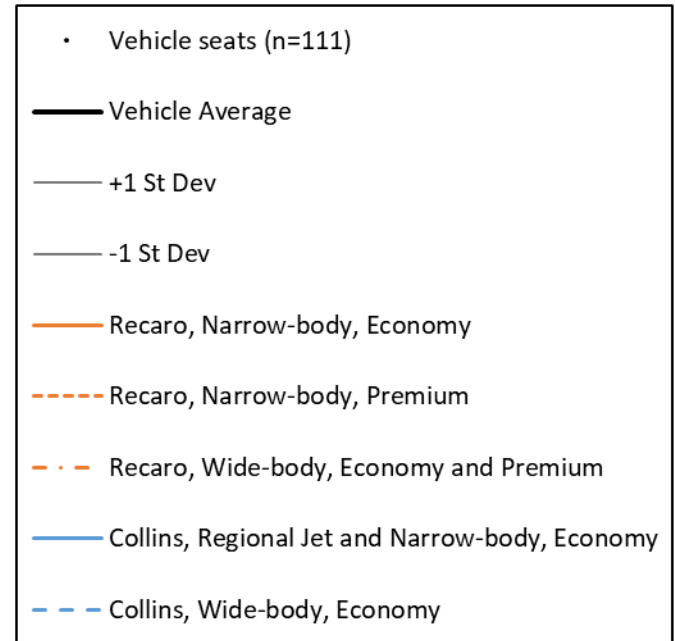 Vehicle seats (n=111)
Vehicle Average
+1 St Dev
-1 St Dev
Recaro, Narrow-body, Economy
Recaro, Narrow-body, Premium
Recaro, Wide-body, Economy and Premium
Collins, Regional Jet and Narrow-body, Economy
Collins, Wide-body, Economy